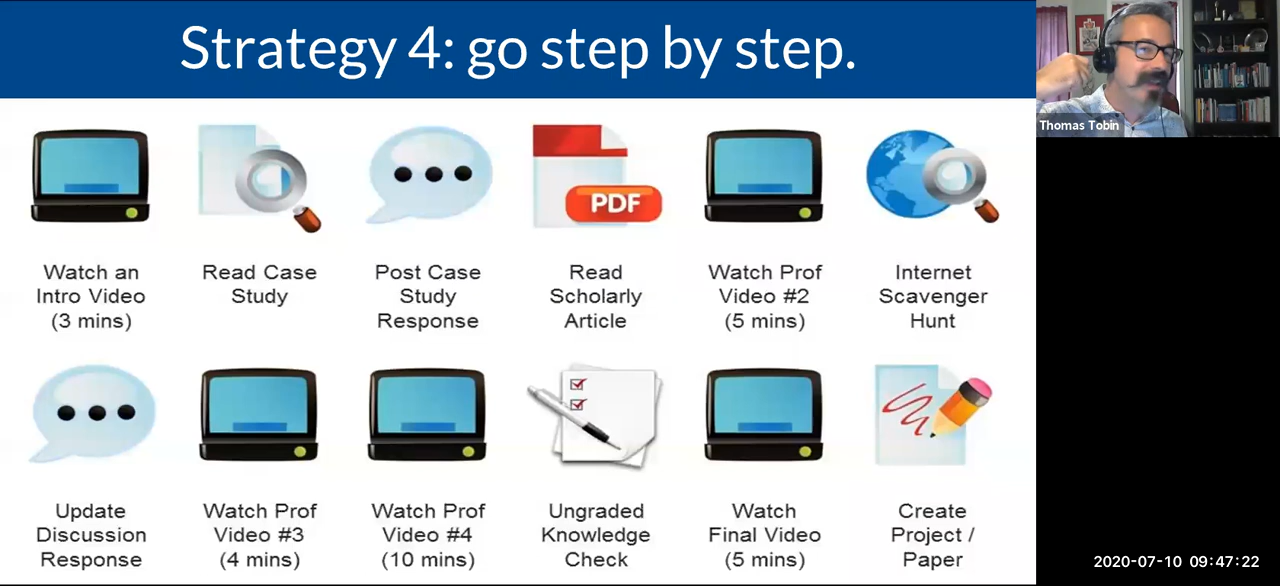 Strategy 4: go step by step.
Thomas Tobin
PDF
Watch an
Intro Video
(3 mins)
Read Case
Study
Post Case
Study
Response
Read
Scholarly
Article
Watch Prof
Video #2
(5 mins)
Internet
Scavenger
Hunt
Update
Discussion
Response
Watch Prof
Video #3
(4 mins)
Watch Prof
Video #4
(10 mins)
Ungraded
Knowledge
Check
Watch
Final Video
(5 mins)
Create
Project /
Paper
2020-07-10 09:47:22